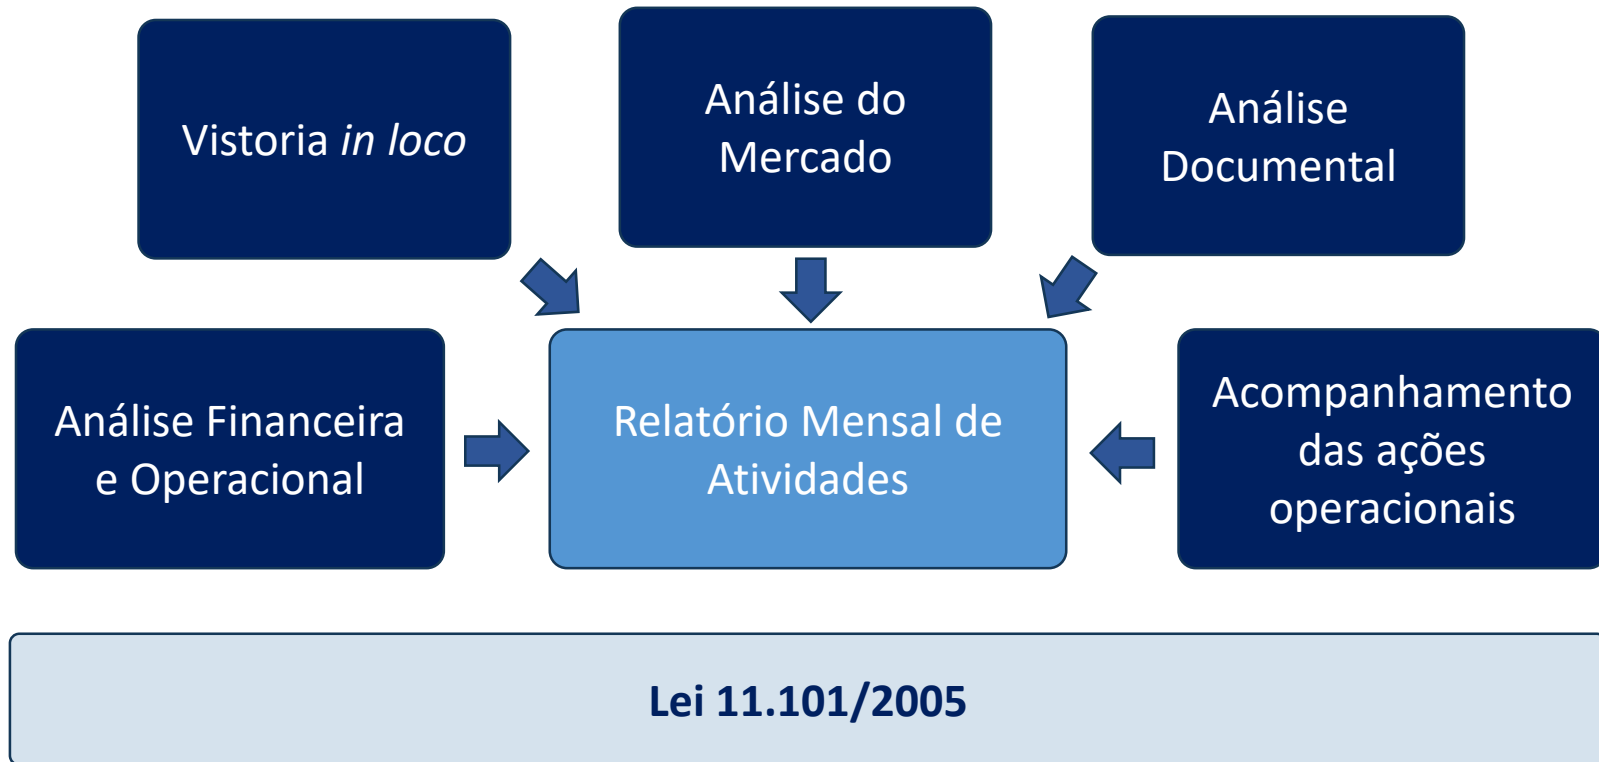 Vistoria in loco
Análise do
Mercado
Análise
Documental
Análise Financeira
e Operacional
Relatório Mensal de
Atividades
Acompanhamento
das ações
operacionais
Lei 11.101/2005